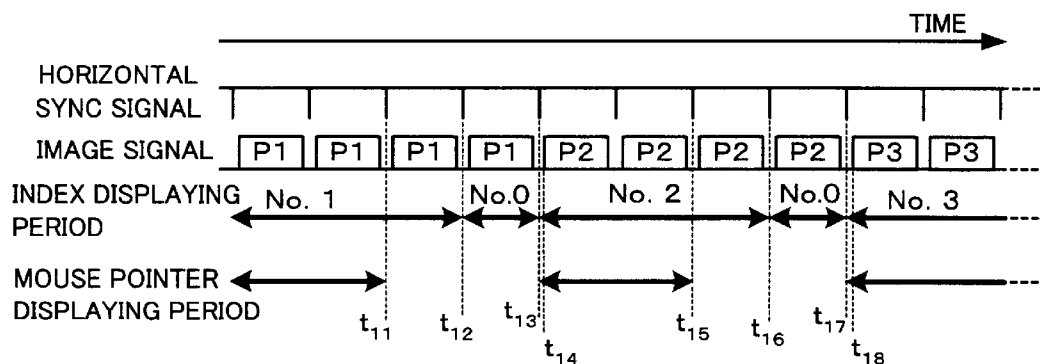 TIME
HORIZONTAL
SYNC SIGNAL
IMAGE SIGNAL P1 P1 P1 P1 P2 P2 P2 P2 P3 P3
INDEX DISPLAYING
PERIOD
No. 1 No.0 No. 2 No.0 No. 3
MOUSE POINTER
DISPLAYING PERIOD
t11 t12 t13 t14 t15 t16 t17 t18